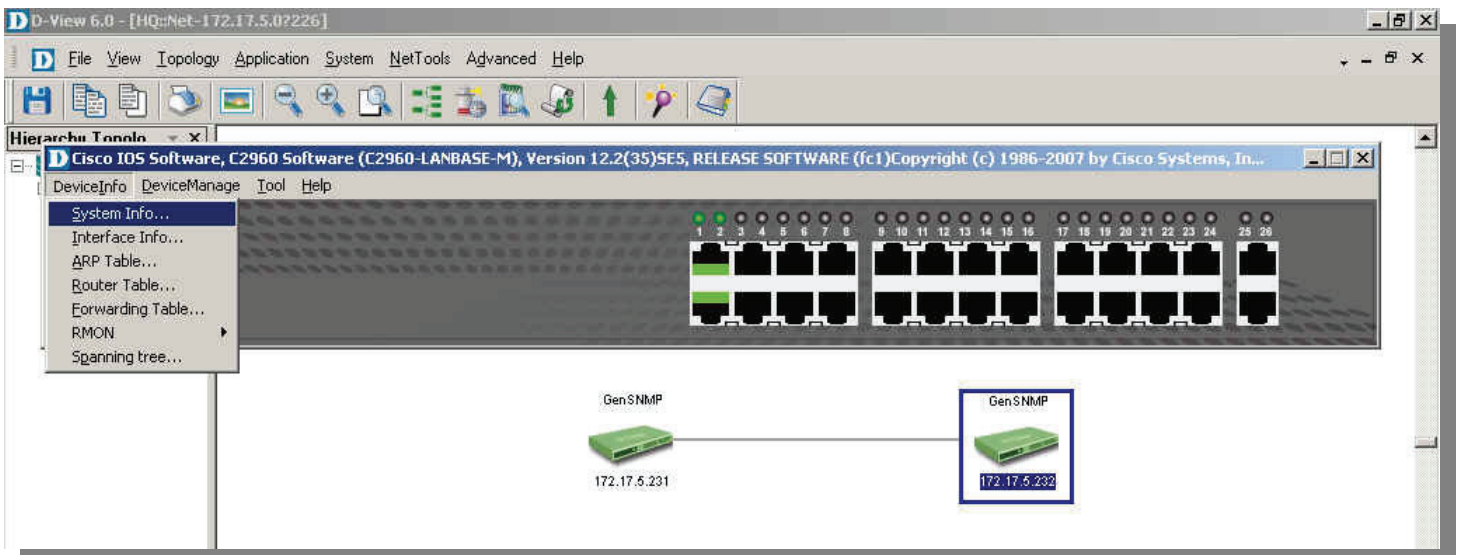 D-View 6.0 - [HQ::Net-172.17.5.0?226]
File View Topology Application System NetTools Advanced Help
Hierarchy Topolo
Cisco IOS Software, C2960 Software (C2960-LANBASE-M), Version 12.2(35)SE5, RELEASE SOFTWARE (fc1)Copyright (c) 1986-2007 by Cisco Systems, In...
DeviceInfo DeviceManage Tool Help
System Info...
Interface Info...
ARP Table...
Router Table...
Forwarding Table...
RMON
Spanning tree...
1 2 3 4 5 6 7 8 9 10 11 12 13 14 15 16 17 18 19 20 21 22 23 24 25 26
GenSNMP GenSNMP
172.17.5.231 172.17.5.232